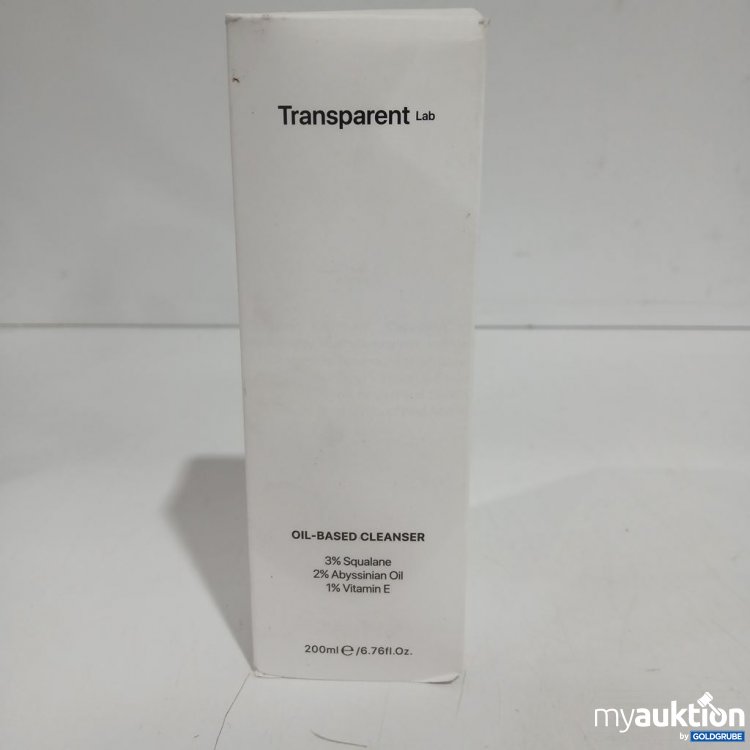 Transparent Lab
OIL-BASED CLEANSER
3% Squalane
2% Abyssinian Oil
1% Vitamin E
200ml ℮/6.76fl.Oz.
myauktion
by GOLDGRUBE